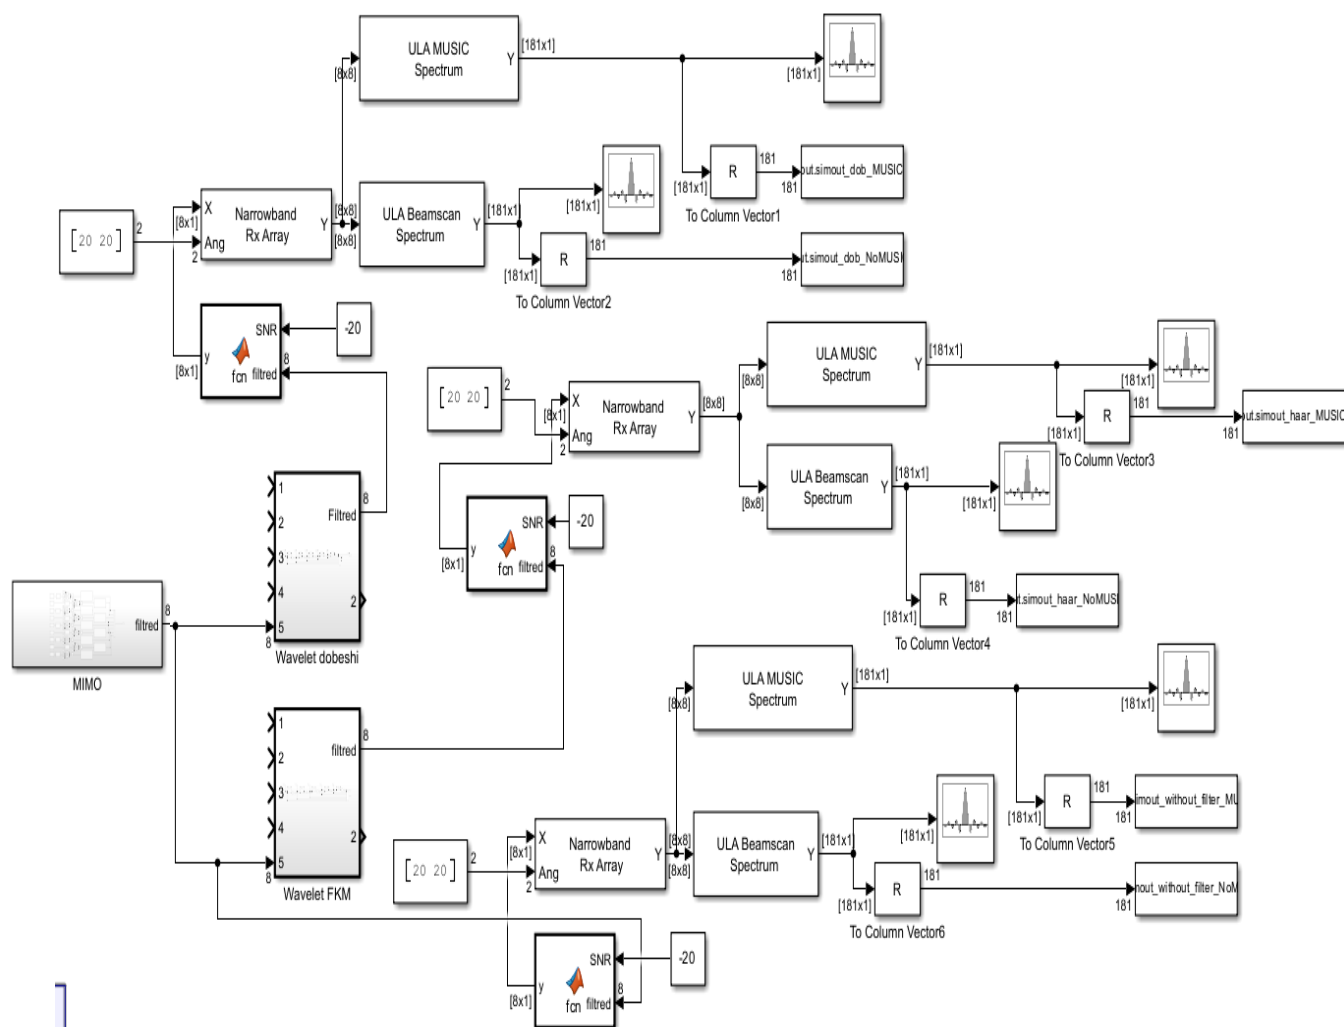 ULA MUSIC
Spectrum
Y
[8x8]
[181x1]
[181x1]
R
181
[181x1]
181
out.simout_dob_MUSIC
To Column Vector1
[20 20]
2
X
[8x1]
Ang
2
Narrowband
Rx Array
Y
[8x8]
[8x8]
ULA Beamscan
Spectrum
Y
[181x1]
[181x1]
R
181
[181x1]
181
ut.simout_dob_NoMUSI
To Column Vector2
SNR
-20
y
fcn
8
filtred
[8x1]
ULA MUSIC
Spectrum
Y
[8x8]
[181x1]
[181x1]
R
181
[181x1]
181
out.simout_haar_MUSIC
To Column Vector3
[20 20]
2
X
[8x1]
Ang
2
Narrowband
Rx Array
Y
[8x8]
ULA Beamscan
Spectrum
Y
[8x8]
[181x1]
[181x1]
R
181
[181x1]
181
t.simout_haar_NoMUS
To Column Vector4
SNR
-20
y
fcn
8
filtred
[8x1]
1
2
3
4
5
8
Filtred
8
2
Wavelet dobeshi
filtred
8
MIMO
1
2
3
4
5
8
filtred
8
2
Wavelet FKM
ULA MUSIC
Spectrum
Y
[8x8]
[181x1]
[181x1]
R
181
[181x1]
181
imout_without_filter_MU
To Column Vector5
[20 20]
2
X
[8x1]
Ang
2
Narrowband
Rx Array
Y
[8x8]
[8x8]
ULA Beamscan
Spectrum
Y
[181x1]
[181x1]
R
181
[181x1]
181
nout_without_filter_NoM
To Column Vector6
SNR
-20
y
fcn
8
filtred
[8x1]